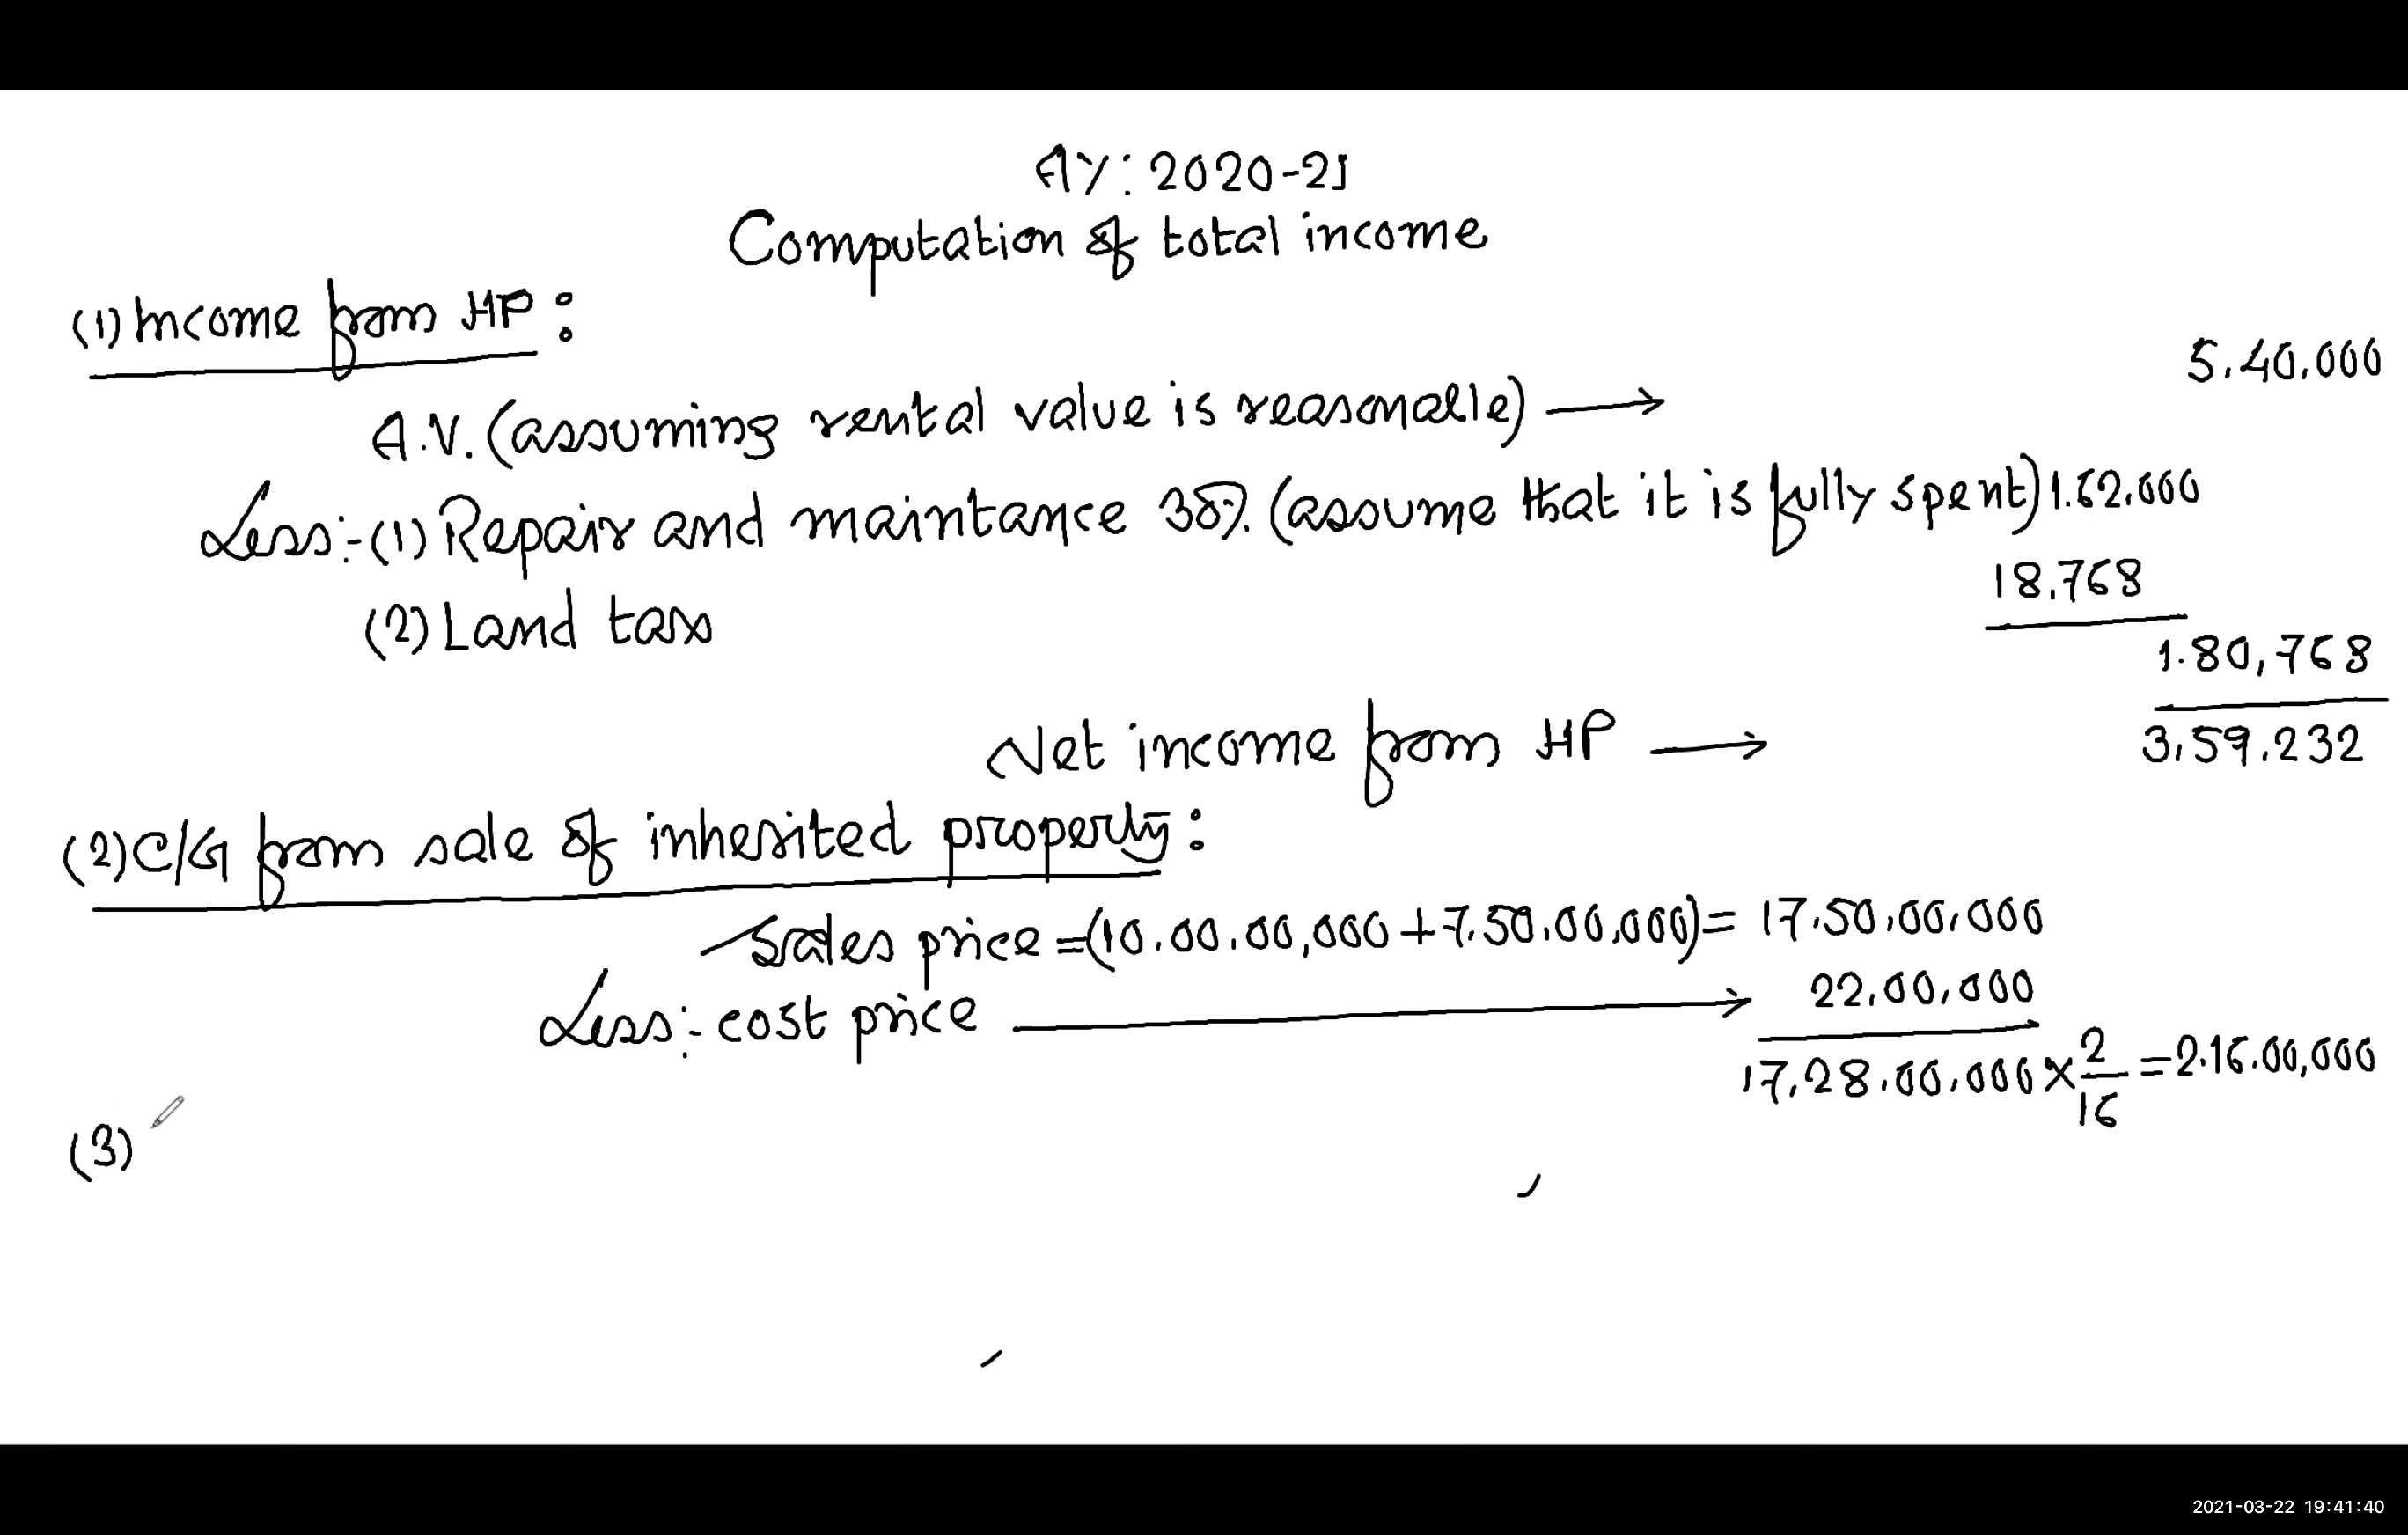 AY: 2020-21
Computation of total income
(1) Income from HP:
5,40,000
A.V. (assuming rental value is reasonable) →
Less:- (1) Repair and maintance 30% (assume that it is fully spent) 1,62,000
(2) Land tax 18,768
1,80,768
Net income from HP → 3,59,232
(2) C/G from sale of inherited property:
Sales price = (10,00,00,000 + 7,50,00,000) = 17,50,00,000
Less:- cost price → 22,00,000
17,28,00,000 × 2/16 = 2,16,00,000
(3)
2021-03-22 19:41:40